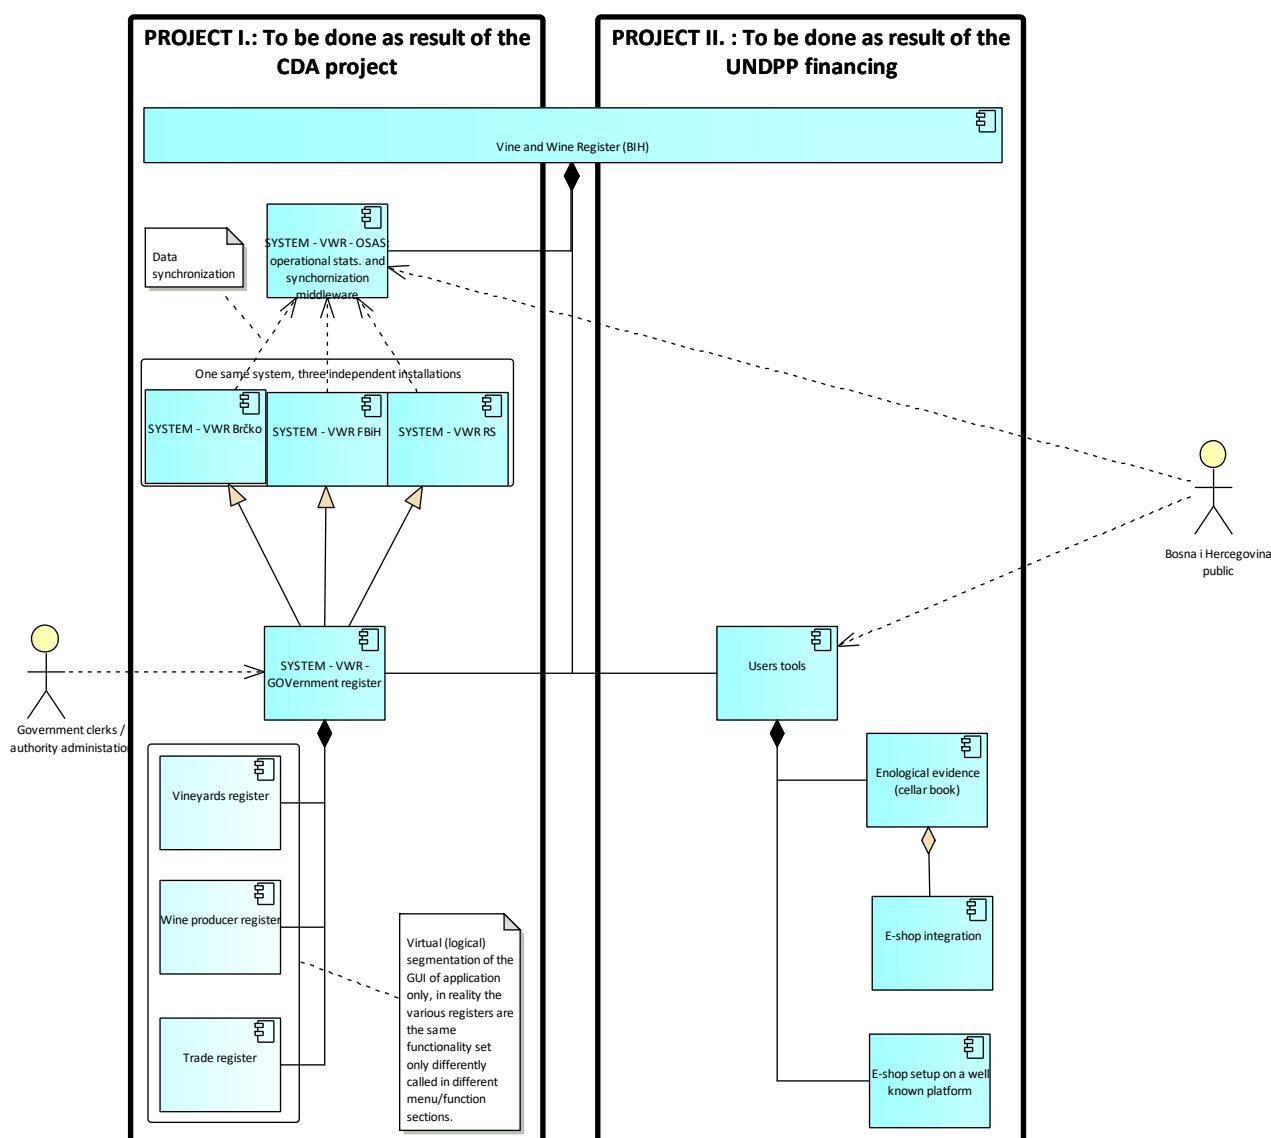 PROJECT I.: To be done as result of the
CDA project
PROJECT II. : To be done as result of the
UNDPP financing
Vine and Wine Register (BIH)
SYSTEM - VWR - OSAS:
operational stats. and
synchornization
middleware
Data
synchronization
One same system, three independent installations
SYSTEM - VWR Brčko
SYSTEM - VWR FBiH
SYSTEM - VWR RS
Bosna i Hercegovina
public
SYSTEM - VWR -
GOVernment register
Users tools
Government clerks /
authority administation
Vineyards register
Enological evidence
(cellar book)
Wine producer register
E-shop integration
Virtual (logical)
segmentation of the
GUI of application
only, in reality the
various registers are
the same
functionality set
only differently
called in different
menu/function
sections.
Trade register
E-shop setup on a well
known platform